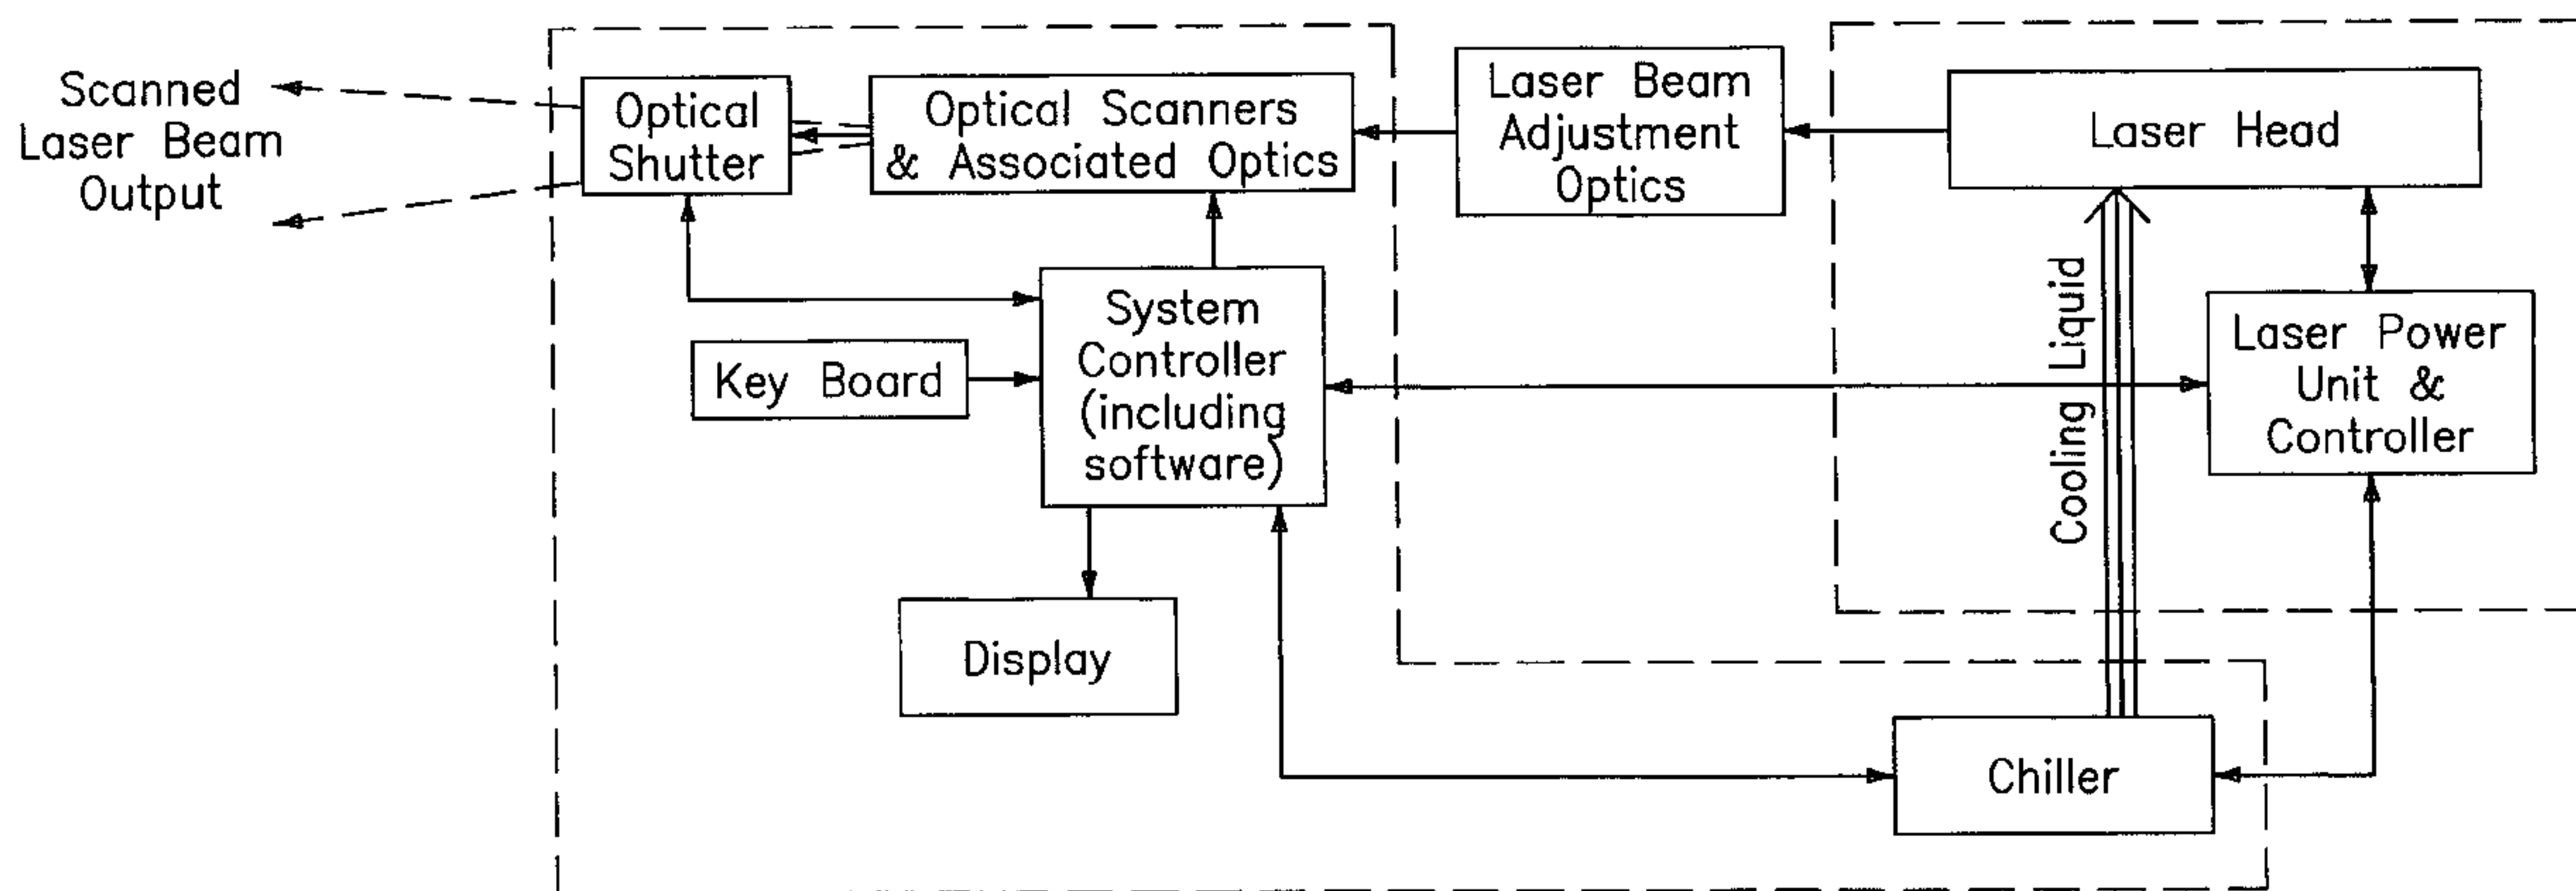 Scanned
Laser Beam
Output
Optical
Shutter
Optical Scanners
& Associated Optics
Laser Beam
Adjustment
Optics
Laser Head
System
Controller
(including
software)
Key Board
Cooling Liquid
Laser Power
Unit &
Controller
Display
Chiller